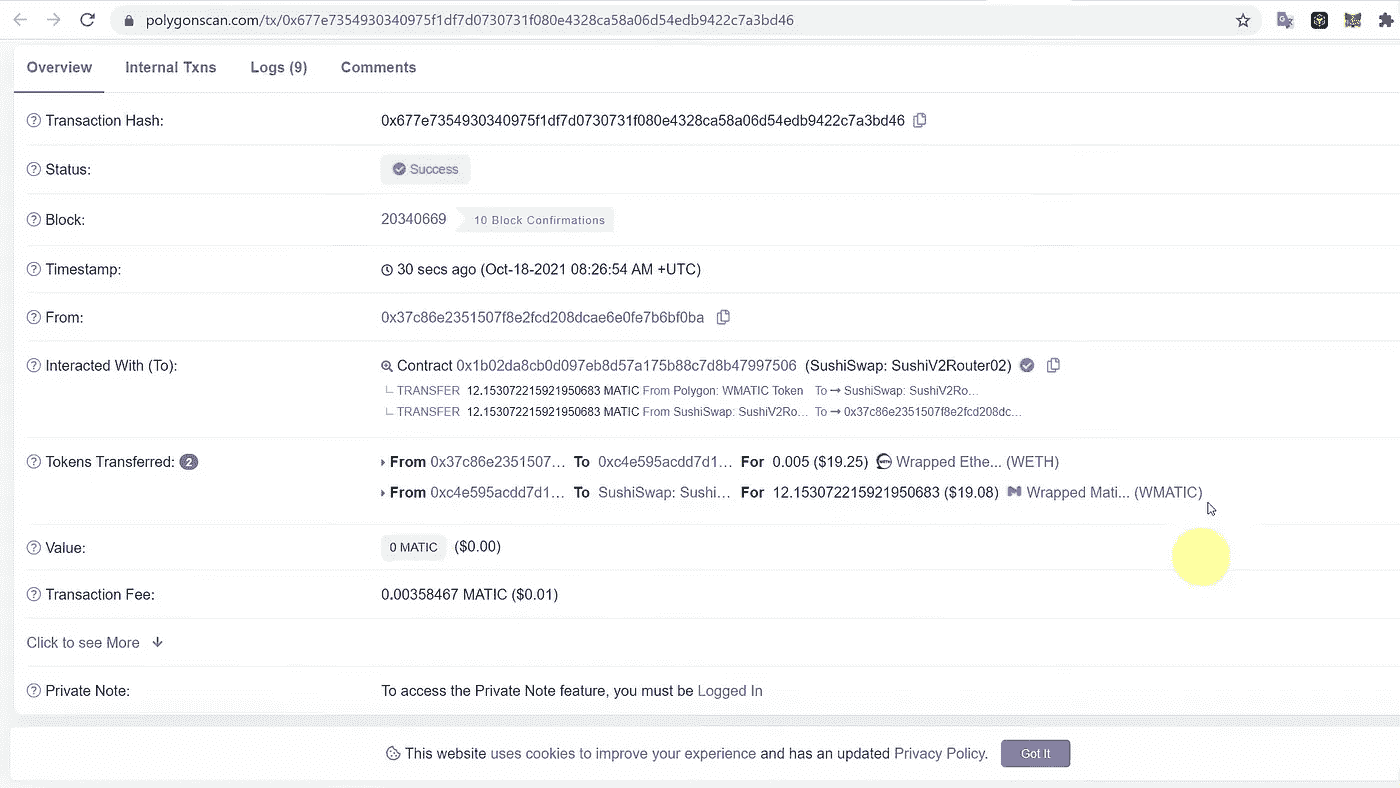 polygonscan.com/tx/0x677e7354930340975f1df7d0730731f080e4328ca58a06d54edb9422c7a3bd46
Overview Internal Txns Logs (9) Comments
Transaction Hash: 0x677e7354930340975f1df7d0730731f080e4328ca58a06d54edb9422c7a3bd46
Status: Success
Block: 20340669 10 Block Confirmations
Timestamp: 30 secs ago (Oct-18-2021 08:26:54 AM +UTC)
From: 0x37c86e2351507f8e2fcd208dcae6e0fe7b6bf0ba
Interacted With (To): Contract 0x1b02da8cb0d097eb8d57a175b88c7d8b47997506 (SushiSwap: SushiV2Router02)
TRANSFER 12.153072215921950683 MATIC From Polygon: WMATIC Token To → SushiSwap: SushiV2Ro...
TRANSFER 12.153072215921950683 MATIC From SushiSwap: SushiV2Ro... To → 0x37c86e2351507f8e2fcd208dc...
Tokens Transferred: 2 From 0x37c86e2351507... To 0xc4e595acdd7d1... For 0.005 ($19.25) Wrapped Ethe... (WETH)
From 0xc4e595acdd7d1... To SushiSwap: Sushi... For 12.153072215921950683 ($19.08) Wrapped Mati... (WMATIC)
Value: 0 MATIC ($0.00)
Transaction Fee: 0.00358467 MATIC ($0.01)
Click to see More
Private Note: To access the Private Note feature, you must be Logged In
This website uses cookies to improve your experience and has an updated Privacy Policy. Got It